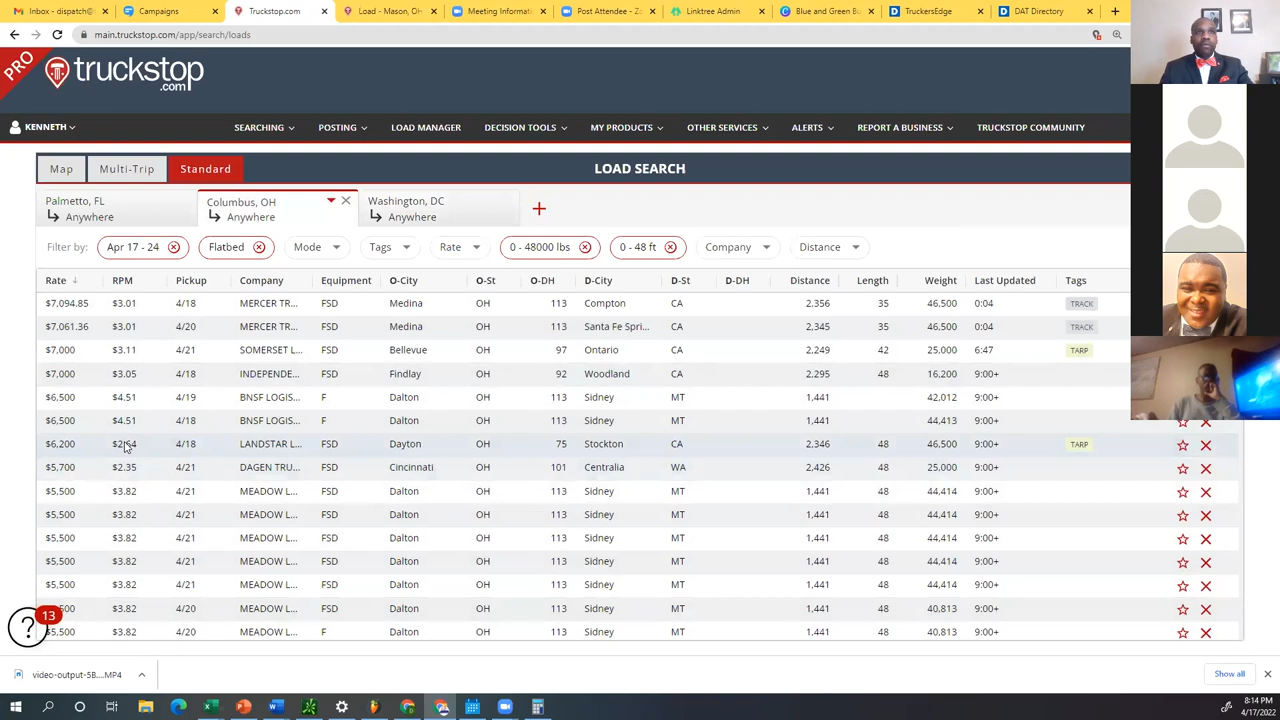 Inbox - dispatch@
Campaigns
Truckstop.com
Load - Mason, OH
Meeting Informati
Post Attendee - Zo
Linktree Admin
Blue and Green Bu
TruckersEdge
DAT Directory
main.truckstop.com/app/search/loads
PRO
truckstop
.com
KENNETH
SEARCHING
POSTING
LOAD MANAGER
DECISION TOOLS
MY PRODUCTS
OTHER SERVICES
ALERTS
REPORT A BUSINESS
TRUCKSTOP COMMUNITY
Map
Multi-Trip
Standard
LOAD SEARCH
Palmetto, FL
Anywhere
Columbus, OH
Anywhere
Washington, DC
Anywhere
Filter by: Apr 17 - 24 Flatbed Mode Tags Rate 0 - 48000 lbs 0 - 48 ft Company Distance
Rate RPM Pickup Company Equipment O-City O-St O-DH D-City D-St D-DH Distance Length Weight Last Updated Tags
$7,094.85 $3.01 4/18 MERCER TR... FSD Medina OH 113 Compton CA 2,356 35 46,500 0:04 TRACK
$7,061.36 $3.01 4/20 MERCER TR... FSD Medina OH 113 Santa Fe Spri... CA 2,345 35 46,500 0:04 TRACK
$7,000 $3.11 4/21 SOMERSET L... FSD Bellevue OH 97 Ontario CA 2,249 42 25,000 6:47 TARP
$7,000 $3.05 4/18 INDEPENDE... FSD Findlay OH 92 Woodland CA 2,295 48 16,200 9:00+
$6,500 $4.51 4/19 BNSF LOGIS... F Dalton OH 113 Sidney MT 1,441 42,012 9:00+
$6,500 $4.51 4/18 BNSF LOGIS... F Dalton OH 113 Sidney MT 1,441 44,413 9:00+
$6,200 4/18 LANDSTAR L... FSD Dayton OH 75 Stockton CA 2,346 48 46,500 9:00+ TARP
$5,700 $2.35 4/21 DAGEN TRU... FSD Cincinnati OH 101 Centralia WA 2,426 48 25,000 9:00+
$5,500 $3.82 4/21 MEADOW L... FSD Dalton OH 113 Sidney MT 1,441 48 44,414 9:00+
$5,500 $3.82 4/21 MEADOW L... FSD Dalton OH 113 Sidney MT 1,441 48 44,414 9:00+
$5,500 $3.82 4/21 MEADOW L... FSD Dalton OH 113 Sidney MT 1,441 48 44,414 9:00+
$5,500 $3.82 4/21 MEADOW L... FSD Dalton OH 113 Sidney MT 1,441 48 44,414 9:00+
$5,500 $3.82 4/21 MEADOW L... FSD Dalton OH 113 Sidney MT 1,441 48 44,414 9:00+
,500 $3.82 4/20 MEADOW L... FSD Dalton OH 113 Sidney MT 1,441 48 40,813 9:00+
$5,500 $3.82 4/20 MEADOW L... F Dalton OH 113 Sidney MT 1,441 48 40,813 9:00+
? 13
video-output-5B....MP4
Show all
8:14 PM
4/17/2022